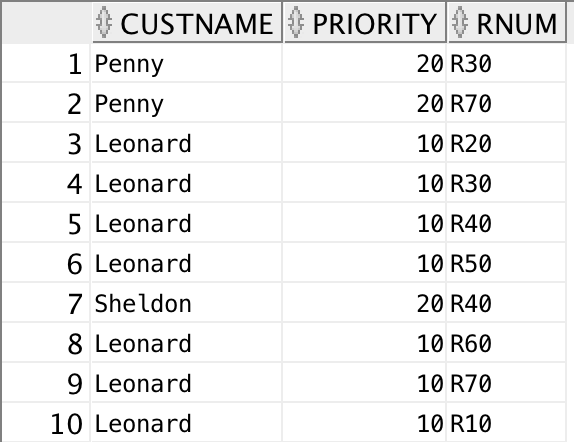 CUSTNAME PRIORITY RNUM
1 Penny 20 R30
2 Penny 20 R70
3 Leonard 10 R20
4 Leonard 10 R30
5 Leonard 10 R40
6 Leonard 10 R50
7 Sheldon 20 R40
8 Leonard 10 R60
9 Leonard 10 R70
10 Leonard 10 R10